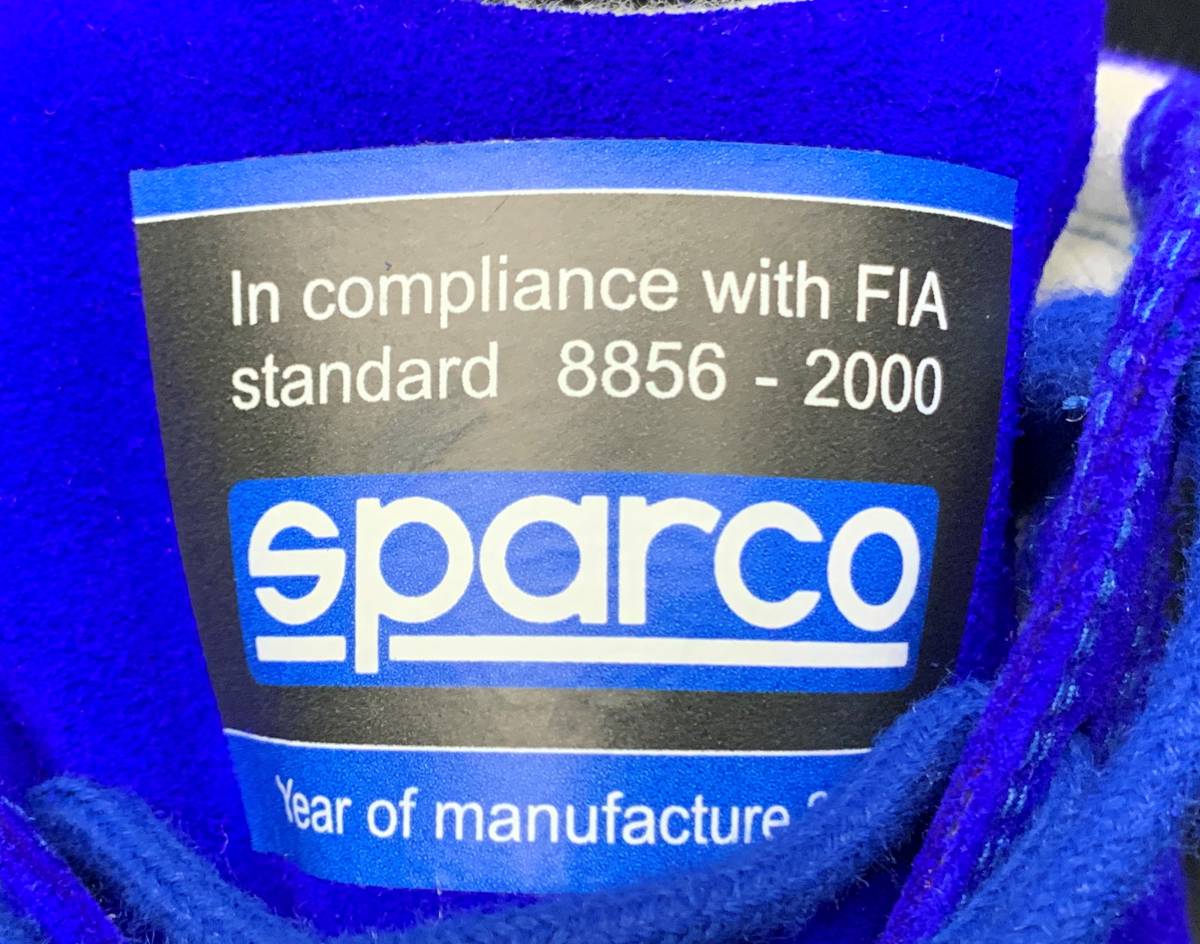 In compliance with FIA
standard 8856 - 2000
sparco
Year of manufacture